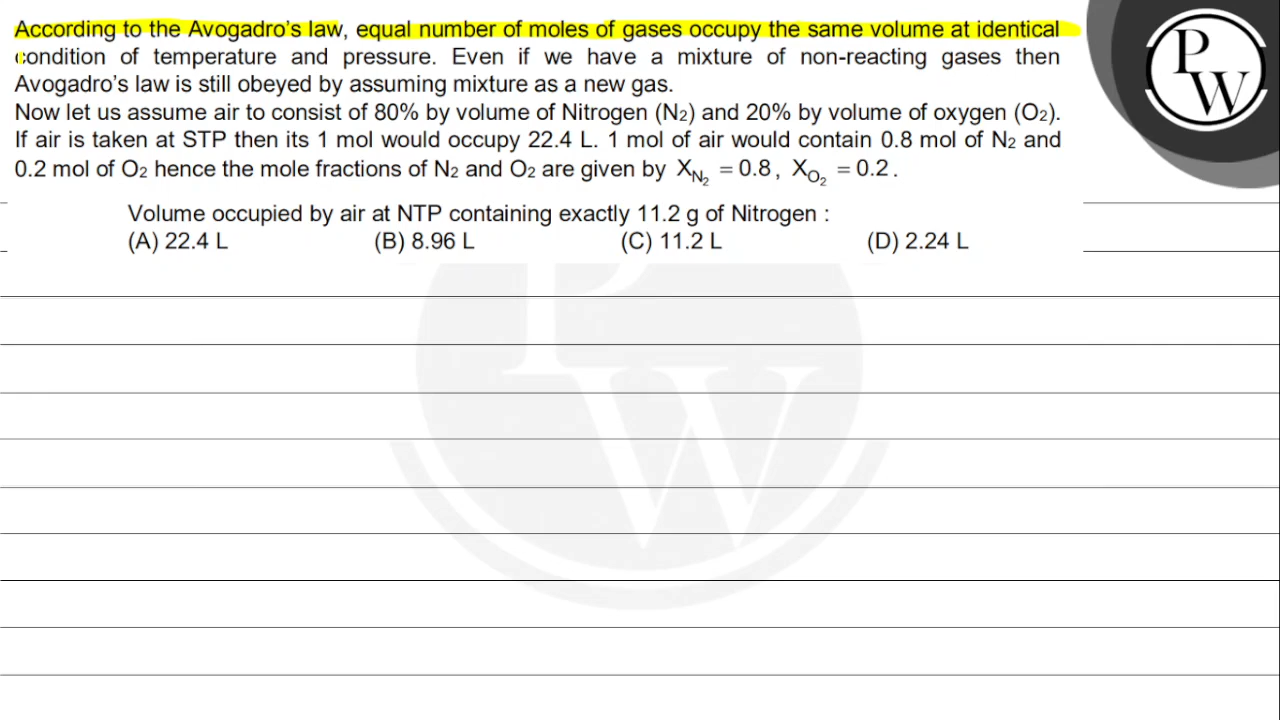 According to the Avogadro's law, equal number of moles of gases occupy the same volume at identical
condition of temperature and pressure. Even if we have a mixture of non-reacting gases then
Avogadro's law is still obeyed by assuming mixture as a new gas.
Now let us assume air to consist of 80% by volume of Nitrogen (N₂) and 20% by volume of oxygen (O₂).
If air is taken at STP then its 1 mol would occupy 22.4 L. 1 mol of air would contain 0.8 mol of N₂ and
0.2 mol of O₂ hence the mole fractions of N₂ and O₂ are given by X_N₂ = 0.8, X_O₂ = 0.2.
Volume occupied by air at NTP containing exactly 11.2 g of Nitrogen :
(A) 22.4 L (B) 8.96 L (C) 11.2 L (D) 2.24 L
PW
PW